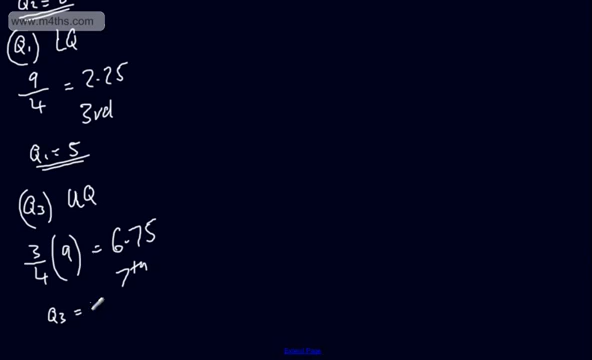 www.m4ths.com
(Q₁) LQ
9/4 = 2.25
3rd
Q₁ = 5
(Q₃) UQ
3/4 (9) = 6.75
7th
Q₃ =